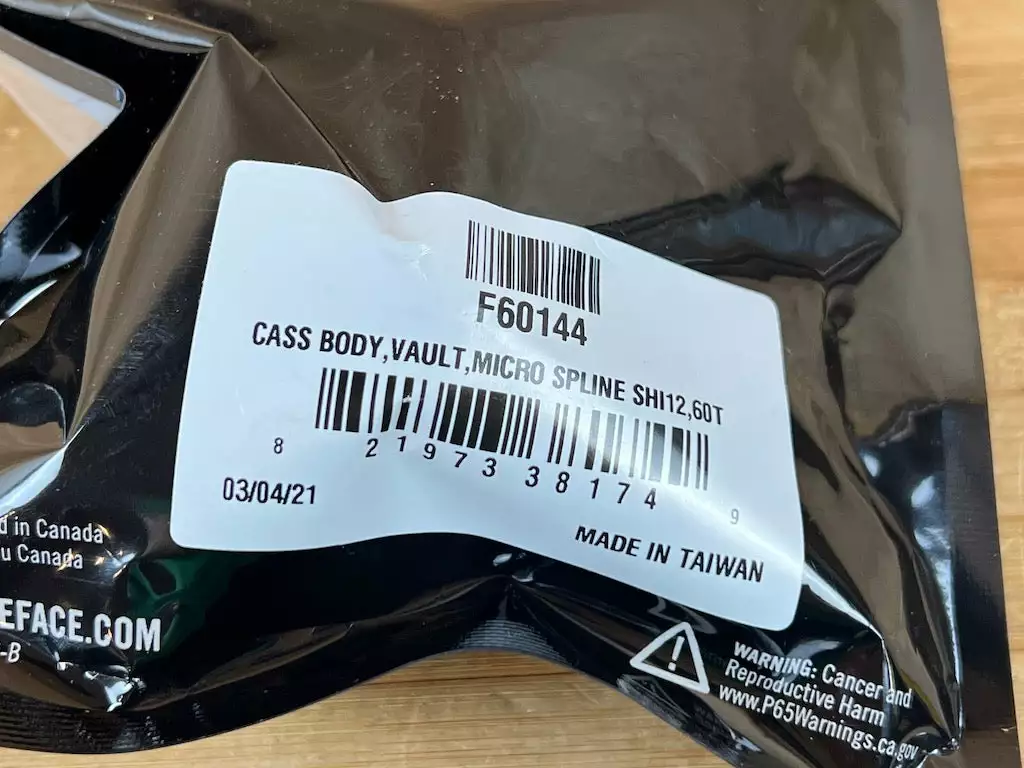 F60144
CASS BODY,VAULT,MICRO SPLINE SHI12,60T
8 21973 38174 9
03/04/21
MADE IN TAIWAN
d in Canada
u Canada
EFACE.COM
-B
WARNING: Cancer and
Reproductive Harm
www.P65Warnings.ca.gov